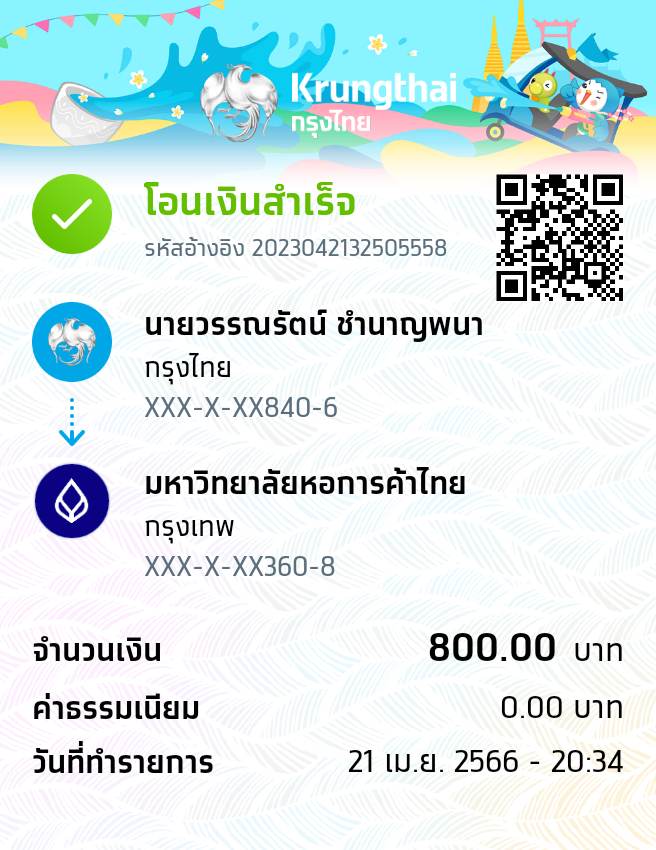 Krungthai
กรุงไทย
โอนเงินสำเร็จ
รหัสอ้างอิง 2023042132505558
นายวรรณรัตน์ ชำนาญพนา
กรุงไทย
XXX-X-XX840-6
มหาวิทยาลัยหอการค้าไทย
กรุงเทพ
XXX-X-XX360-8
จำนวนเงิน 800.00 บาท
ค่าธรรมเนียม 0.00 บาท
วันที่ทำรายการ 21 เม.ย. 2566 - 20:34